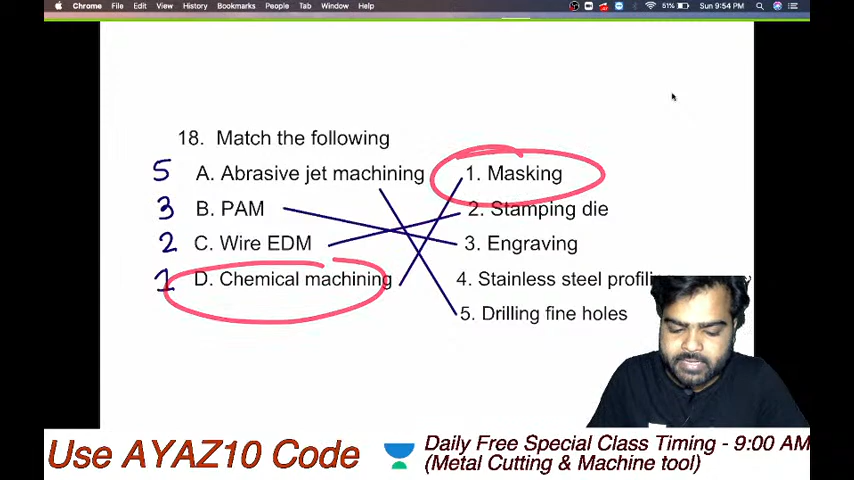 Chrome File Edit View History Bookmarks People Tab Window Help 51% Sun 9:54 PM
18. Match the following
5 A. Abrasive jet machining 1. Masking
3 B. PAM 2. Stamping die
2 C. Wire EDM 3. Engraving
1 D. Chemical machining 4. Stainless steel
5. Drilling fine holes
Use AYAZ10 Code
Daily Free Special Class Timing - 9:00 AM
(Metal Cutting & Machine tool)